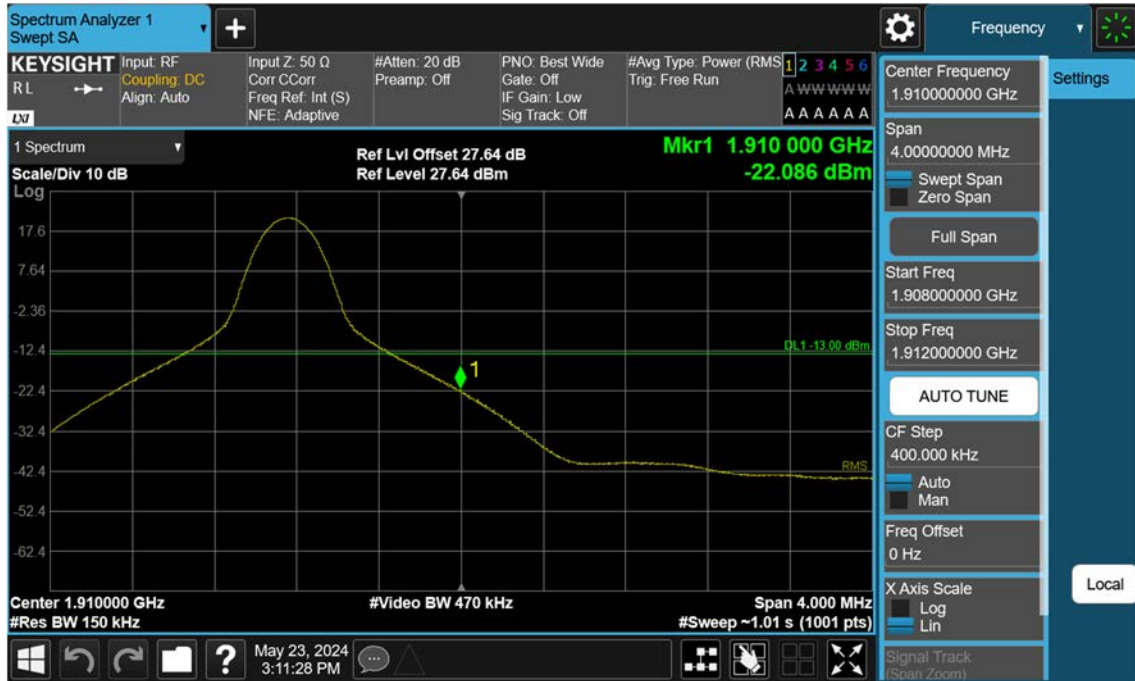 Spectrum Analyzer 1
Swept SA
Frequency
KEYSIGHT
RL
LXI
Input: RF
Coupling: DC
Align: Auto
Input Z: 50 Ω
Corr CCorr
Freq Ref: Int (S)
NFE: Adaptive
#Atten: 20 dB
Preamp: Off
PNO: Best Wide
Gate: Off
IF Gain: Low
Sig Track: Off
#Avg Type: Power (RMS
Trig: Free Run
1 2 3 4 5 6
A W W W W W
A A A A A A
1 Spectrum
Scale/Div 10 dB
Log
Ref Lvl Offset 27.64 dB
Ref Level 27.64 dBm
Mkr1 1.910 000 GHz
-22.086 dBm
17.6
7.64
-2.36
-12.4
-22.4
-32.4
-42.4
-52.4
-62.4
DL1 -13.00 dBm
1
RMS
Center 1.910000 GHz
#Res BW 150 kHz
#Video BW 470 kHz
Span 4.000 MHz
#Sweep ~1.01 s (1001 pts)
Center Frequency
1.910000000 GHz
Settings
Span
4.00000000 MHz
Swept Span
Zero Span
Full Span
Start Freq
1.908000000 GHz
Stop Freq
1.912000000 GHz
AUTO TUNE
CF Step
400.000 kHz
Auto
Man
Freq Offset
0 Hz
X Axis Scale
Log
Lin
Local
Signal Track
(Span Zoom)
?
May 23, 2024
3:11:28 PM